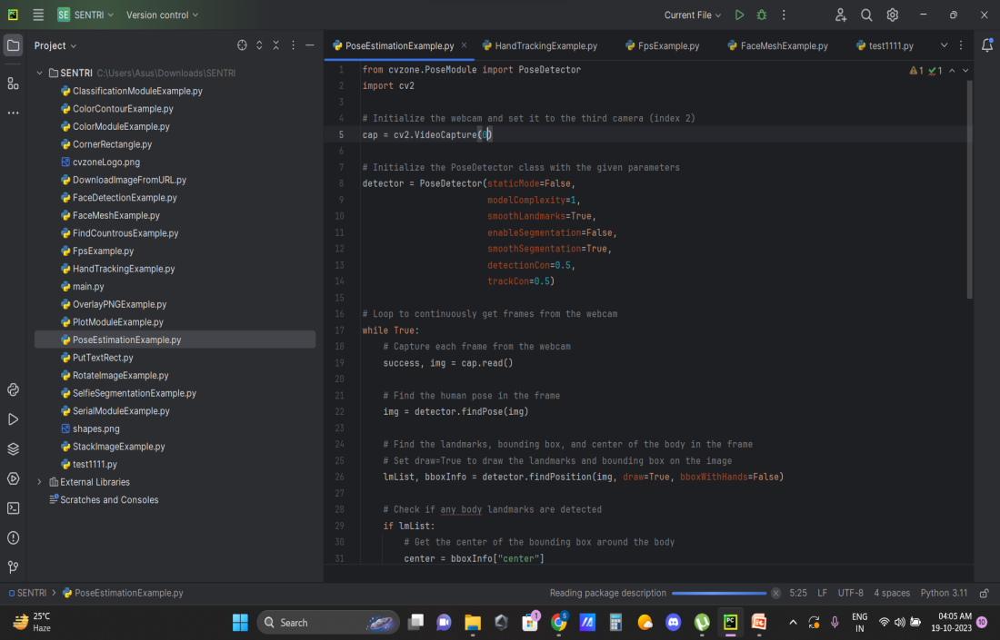 SE SENTRI Version control Current File
Project
PoseEstimationExample.py HandTrackingExample.py FpsExample.py FaceMeshExample.py test1111.py
SENTRI C:\Users\Asus\Downloads\SENTRI
ClassificationModuleExample.py
ColorContourExample.py
ColorModuleExample.py
CornerRectangle.py
cvzoneLogo.png
DownloadImageFromURL.py
FaceDetectionExample.py
FaceMeshExample.py
FindCountrousExample.py
FpsExample.py
HandTrackingExample.py
main.py
OverlayPNGExample.py
PlotModuleExample.py
PoseEstimationExample.py
PutTextRect.py
RotateImageExample.py
SelfieSegmentationExample.py
SerialModuleExample.py
shapes.png
StackImageExample.py
test1111.py
External Libraries
Scratches and Consoles
1 from cvzone.PoseModule import PoseDetector
1 1
2 import cv2
3
4 # Initialize the webcam and set it to the third camera (index 2)
5 cap = cv2.VideoCapture(0)
6
7 # Initialize the PoseDetector class with the given parameters
8 detector = PoseDetector(staticMode=False,
9 modelComplexity=1,
10 smoothLandmarks=True,
11 enableSegmentation=False,
12 smoothSegmentation=True,
13 detectionCon=0.5,
14 trackCon=0.5)
15
16 # Loop to continuously get frames from the webcam
17 while True:
18 # Capture each frame from the webcam
19 success, img = cap.read()
20
21 # Find the human pose in the frame
22 img = detector.findPose(img)
23
24 # Find the landmarks, bounding box, and center of the body in the frame
25 # Set draw=True to draw the landmarks and bounding box on the image
26 lmList, bboxInfo = detector.findPosition(img, draw=True, bboxWithHands=False)
27
28 # Check if any body landmarks are detected
29 if lmList:
30 # Get the center of the bounding box around the body
31 center = bboxInfo["center"]
SENTRI PoseEstimationExample.py Reading package description 5:25 LF UTF-8 4 spaces Python 3.11
25°C
Haze
Search
1
5
PC
ENG
IN
04:05 AM
19-10-2023
10